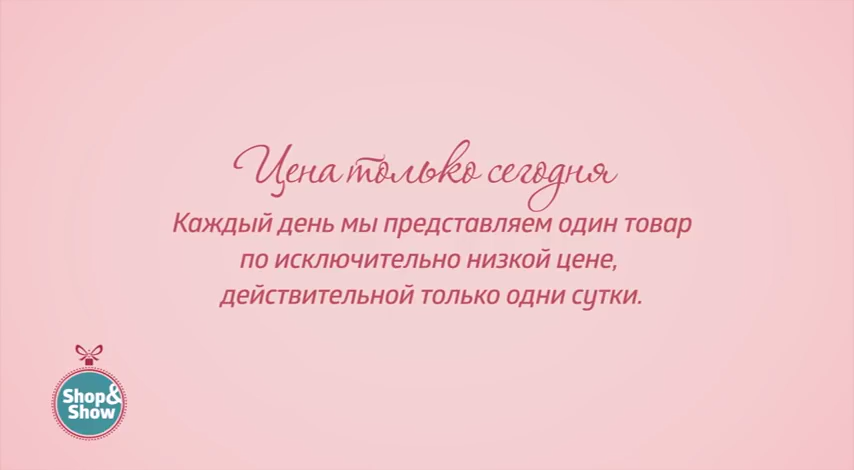 Цена только сегодня
Каждый день мы представляем один товар
по исключительно низкой цене,
действительной только одни сутки.
Shop&
Show